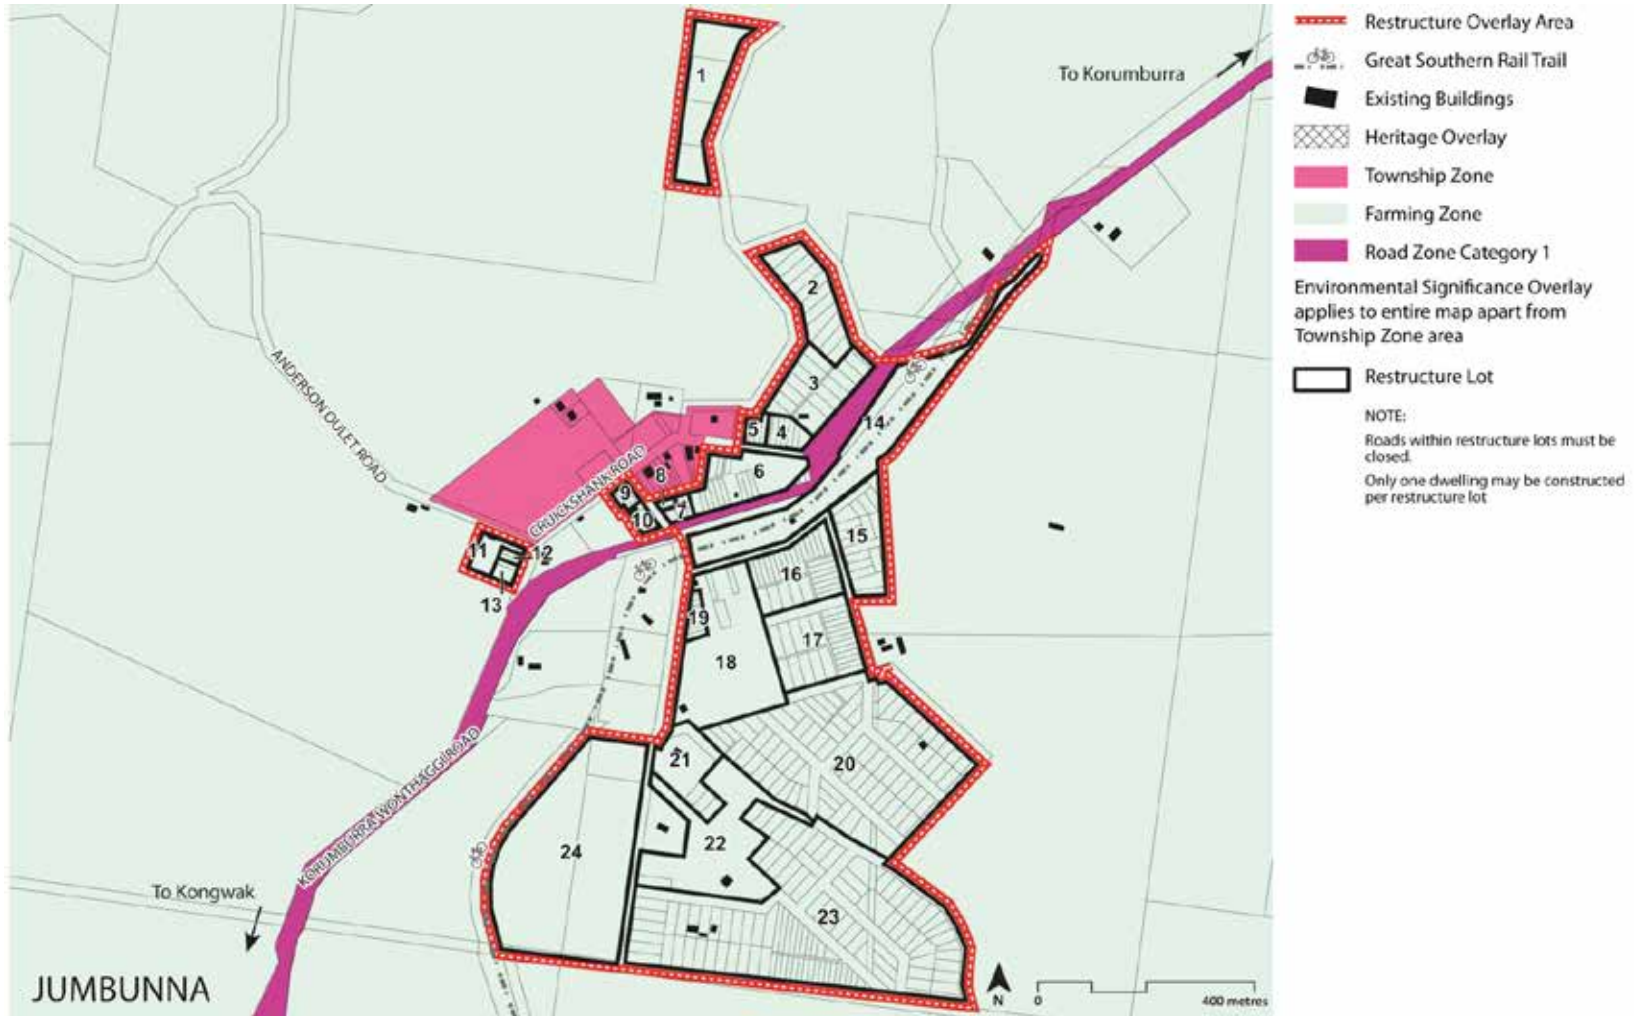 Restructure Overlay Area
Great Southern Rail Trail
Existing Buildings
Heritage Overlay
Township Zone
Farming Zone
Road Zone Category 1
Environmental Significance Overlay
applies to entire map apart from
Township Zone area
Restructure Lot
NOTE:
Roads within restructure lots must be
closed.
Only one dwelling may be constructed
per restructure lot
To Korumburra
1
2
3
4
5
6
7
8
9
10
11
12
13
14
15
16
17
18
19
20
21
22
23
24
ANDERSON OULET ROAD
CRUICKSHANK ROAD
KORUMBURRA WONTHAGGI ROAD
To Kongwak
JUMBUNNA
N
0
400 metres